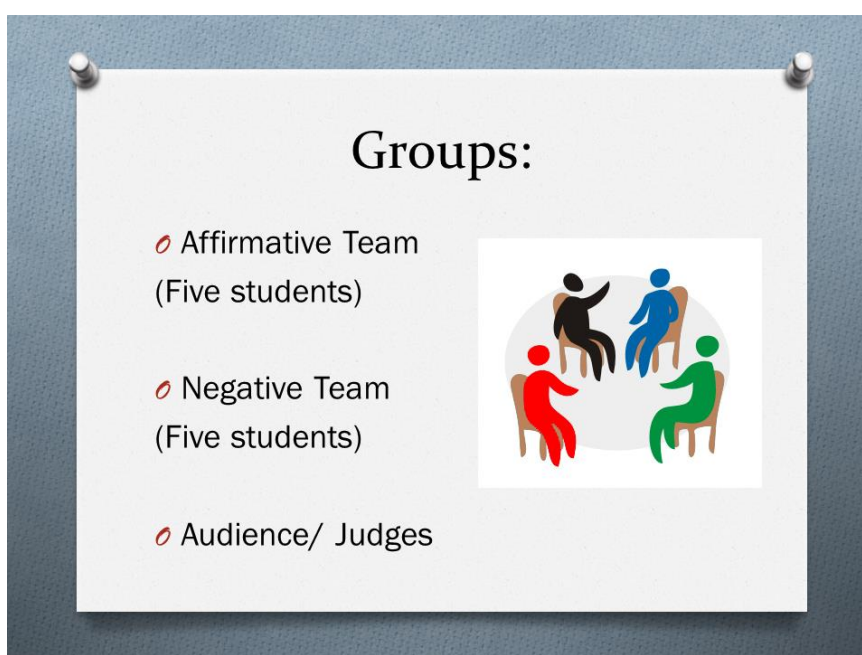 Groups:
Affirmative Team
(Five students)
Negative Team
(Five students)
Audience/ Judges